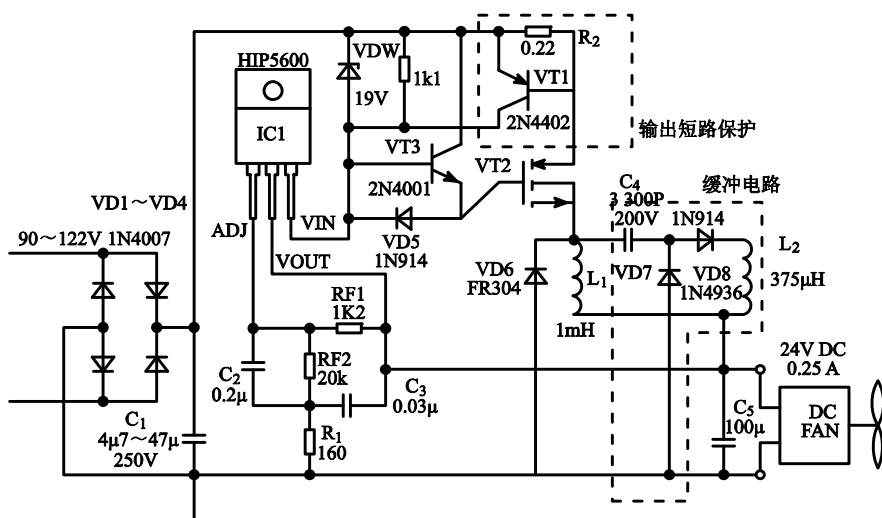 HIP5600
IC1
VDW
19V
1k1
0.22
R2
VT1
2N4402
输出短路保护
VT3
2N4001
VT2
VD1～VD4
90～122V 1N4007
ADJ
VIN
VOUT
VD5
1N914
C4
3 300P
200V
1N914
缓冲电路
VD6
FR304
L1
1mH
VD7
VD8
1N4936
L2
375μH
RF1
1K2
RF2
20k
C2
0.2μ
C3
0.03μ
R1
160
C1
4μ7～47μ
250V
C5
100μ
24V DC
0.25 A
DC
FAN